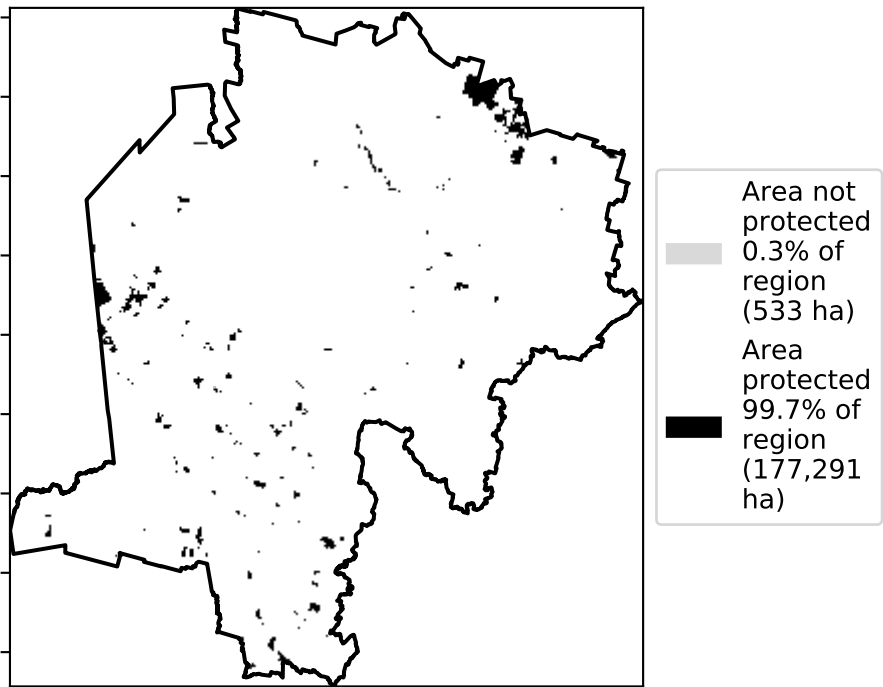 Area not
protected
0.3% of
region
(533 ha)
Area
protected
99.7% of
region
(177,291
ha)